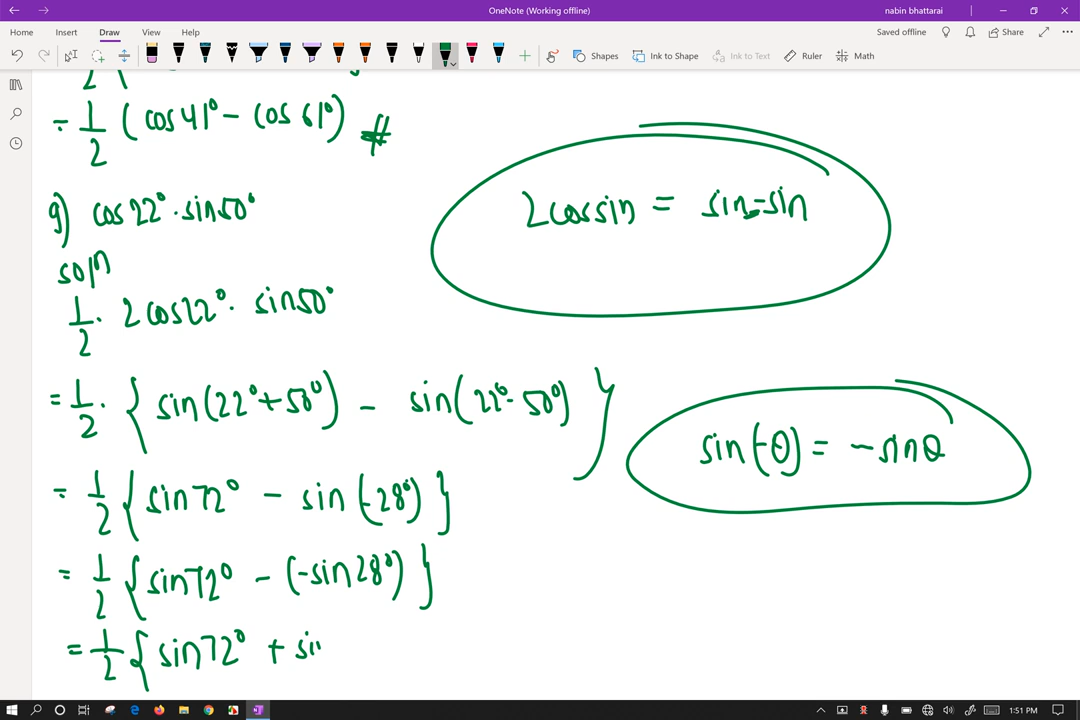 OneNote (Working offline)
nabin bhattarai
Home Insert Draw View Help
Saved offline
Share
Shapes
Ink to Shape
Ink to Text
Ruler
Math
= 1/2 (cos 41° - cos 61°) #
g) cos 22° · sin 50°
soln
1/2 · 2 cos 22° · sin 50°
= 1/2 · { sin(22° + 50°) - sin(22° - 50°) }
= 1/2 { sin 72° - sin (-28°) }
= 1/2 { sin 72° - (-sin 28°) }
= 1/2 { sin 72° + si
2 cos sin = sin - sin
sin(-θ) = - sinθ
1:51 PM